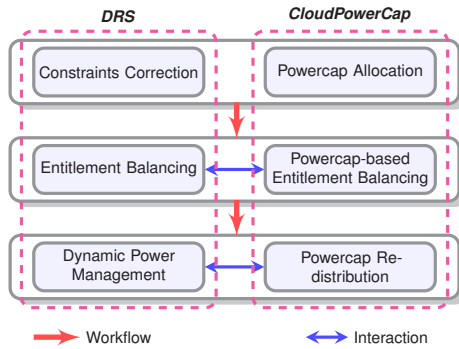 DRS
CloudPowerCap
Constraints Correction
Powercap Allocation
Entitlement Balancing
Powercap-based
Entitlement Balancing
Dynamic Power
Management
Powercap Re-
distribution
Workflow
Interaction